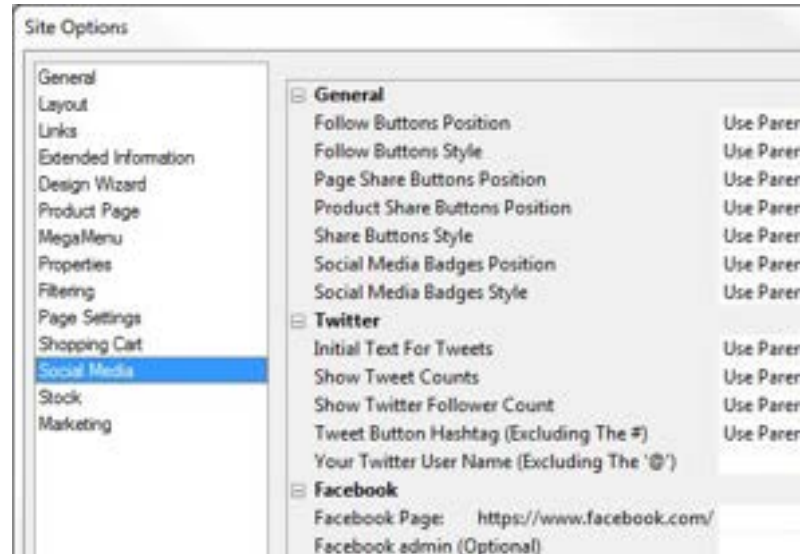 Site Options
General
Layout
Links
Extended Information
Design Wizard
Product Page
MegaMenu
Properties
Filtering
Page Settings
Shopping Cart
Social Media
Stock
Marketing
General
Follow Buttons Position Use Paren
Follow Buttons Style Use Paren
Page Share Buttons Position Use Paren
Product Share Buttons Position Use Paren
Share Buttons Style Use Paren
Social Media Badges Position Use Paren
Social Media Badges Style Use Paren
Twitter
Initial Text For Tweets Use Paren
Show Tweet Counts Use Paren
Show Twitter Follower Count Use Paren
Tweet Button Hashtag (Excluding The #) Use Paren
Your Twitter User Name (Excluding The '@')
Facebook
Facebook Page: https://www.facebook.com/
Facebook admin (Optional)